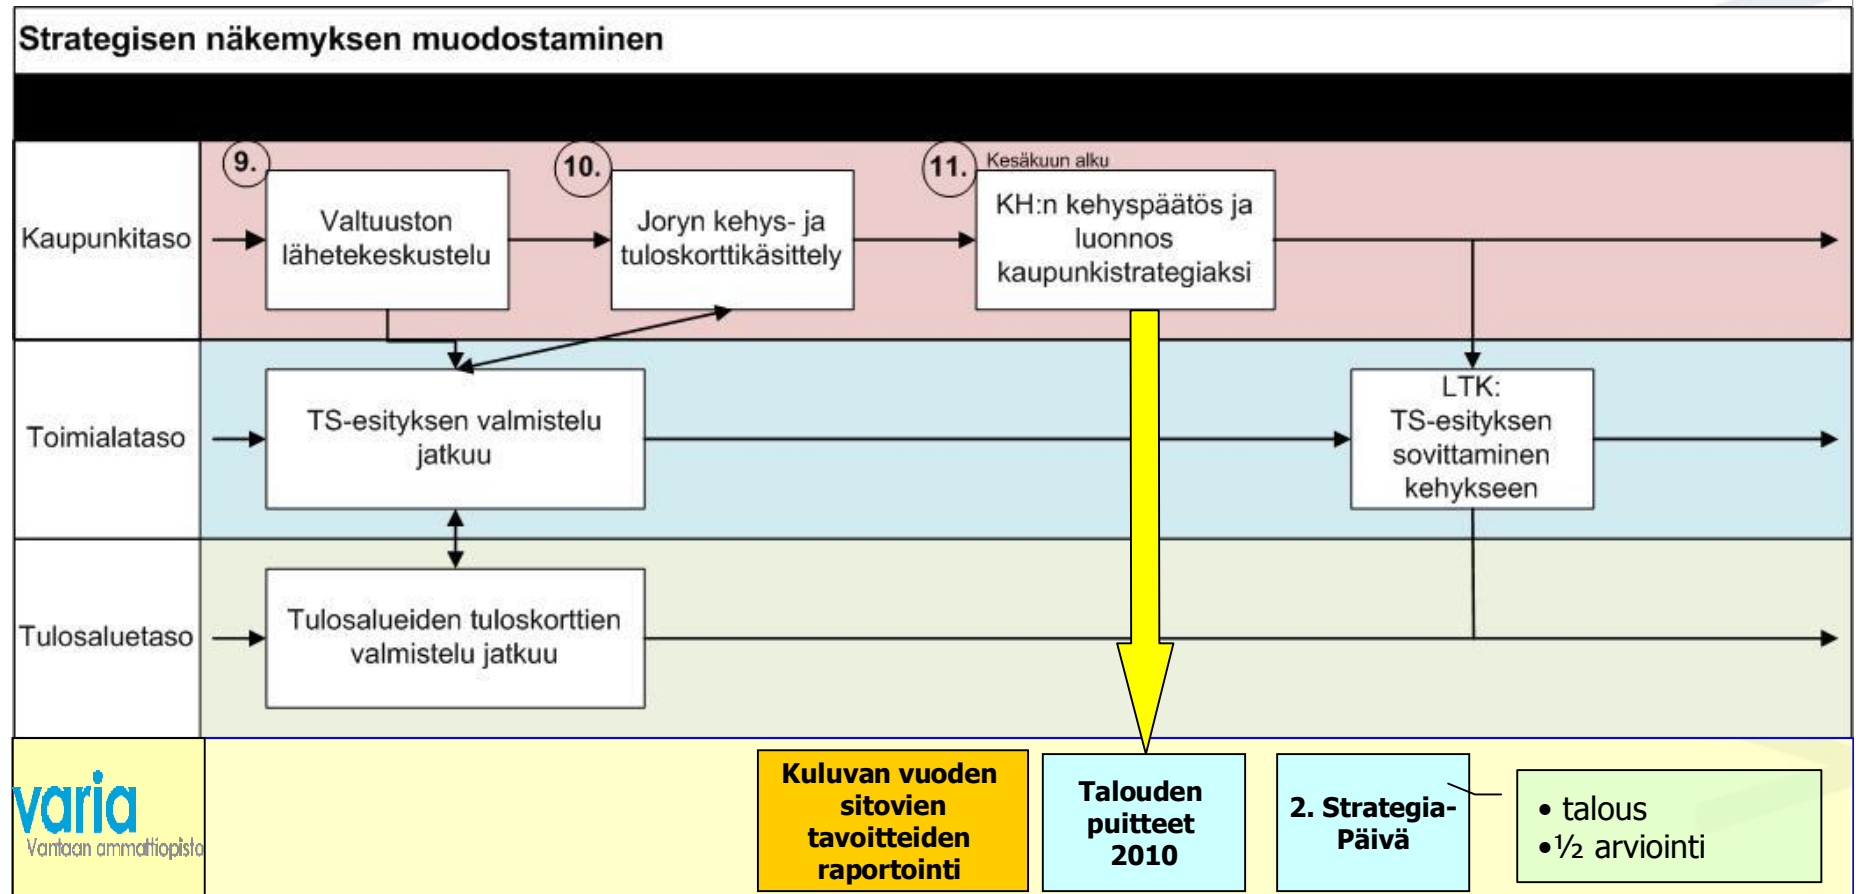 Strategisen näkemyksen muodostaminen
Kaupunkitaso
9.
Valtuuston
lähetekeskustelu
10.
Joryn kehys- ja
tuloskorttikäsittely
11.
Kesäkuun alku
KH:n kehyspäätös ja
luonnos
kaupunkistrategiaksi
Toimialataso
TS-esityksen valmistelu
jatkuu
LTK:
TS-esityksen
sovittaminen
kehykseen
Tulosaluetaso
Tulosalueiden tuloskorttien
valmistelu jatkuu
varia
Vantaan ammattiopisto
Kuluvan vuoden
sitovien
tavoitteiden
raportointi
Talouden
puitteet
2010
2. Strategia-
Päivä
• talous
•½ arviointi